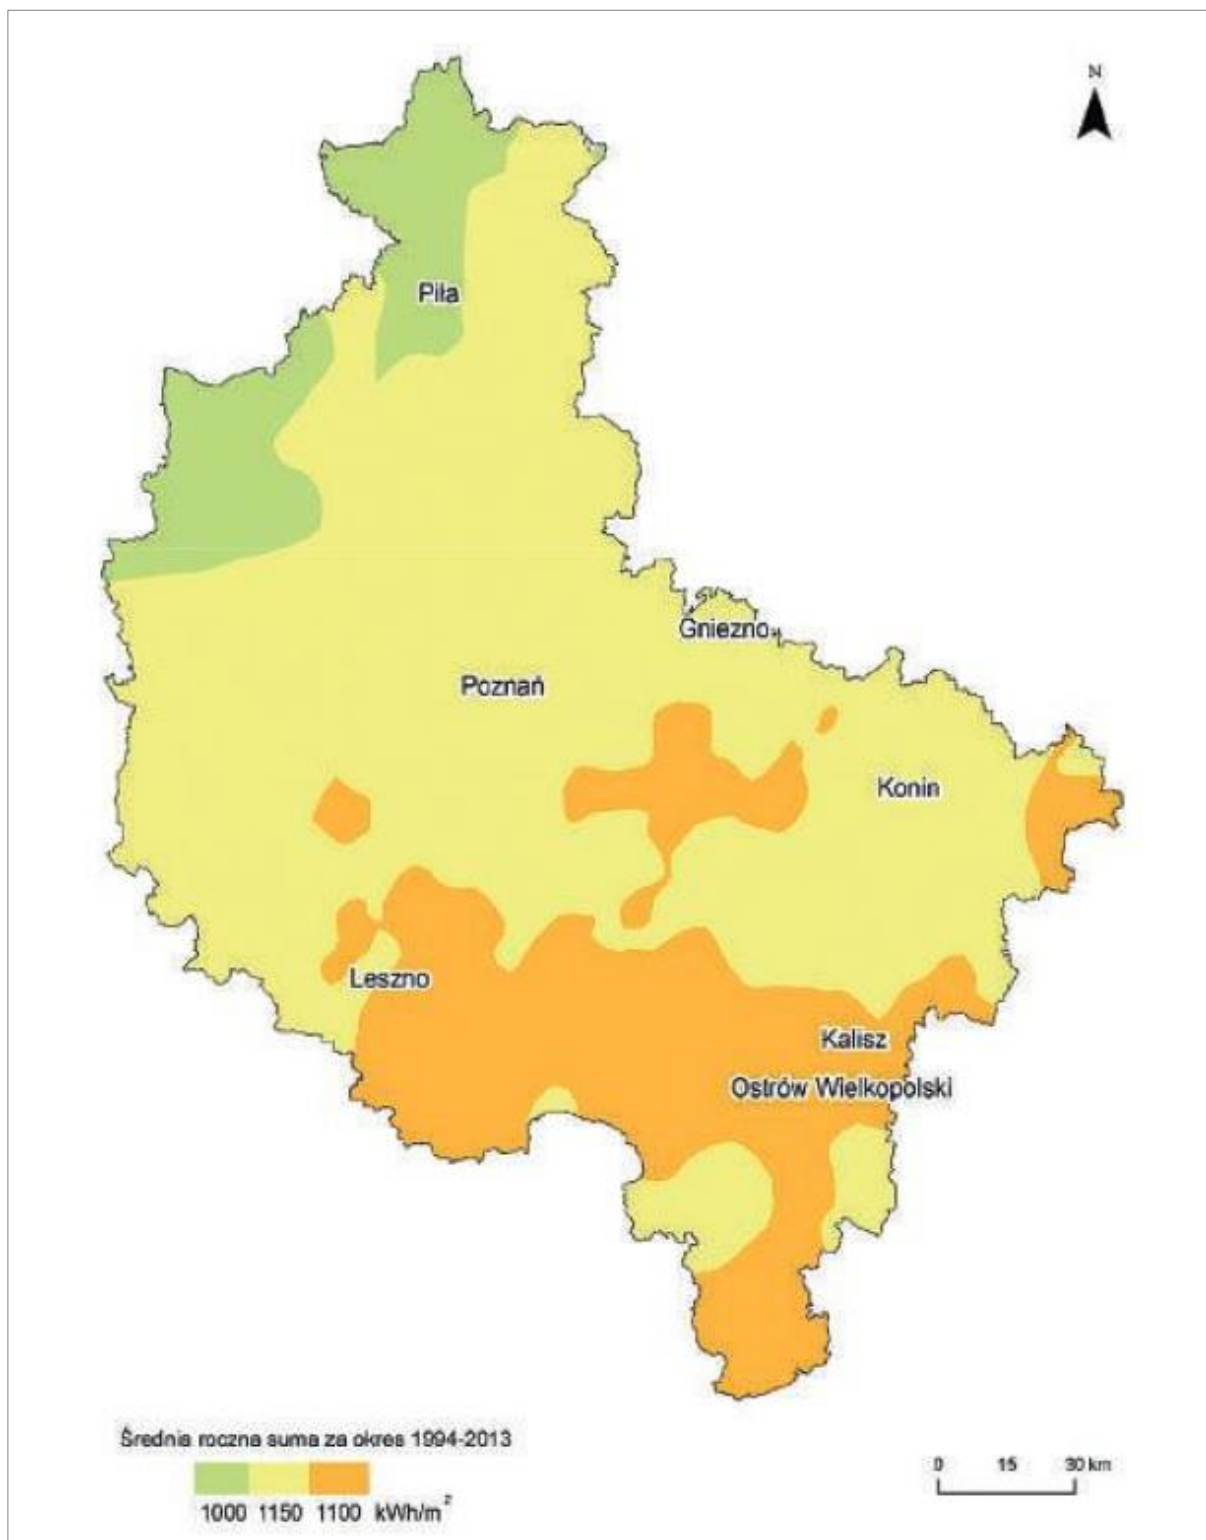 N
Piła
Gniezno
Poznań
Konin
Leszno
Kalisz
Ostrów Wielkopolski
Średnia roczna suma za okres 1994-2013
1000 1150 1100 kWh/m²
0 15 30 km